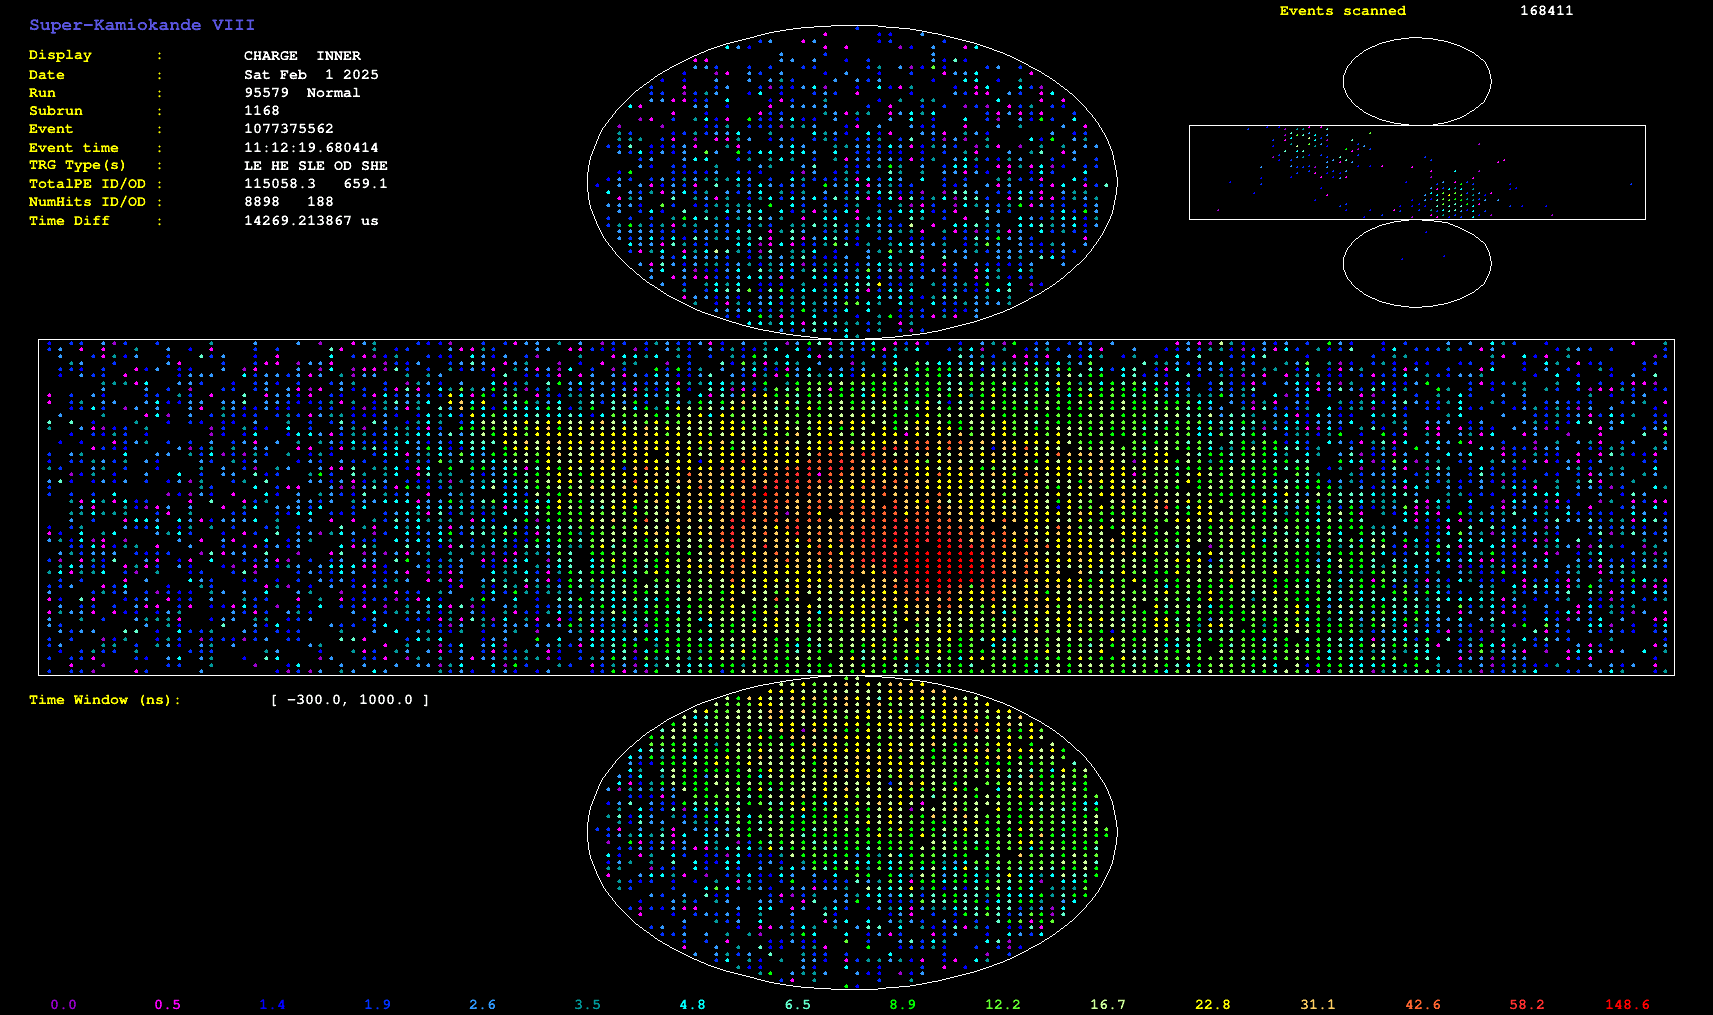 Super-Kamiokande VIII
Display : CHARGE INNER
Date : Sat Feb 1 2025
Run : 95579 Normal
Subrun : 1168
Event : 1077375562
Event time : 11:12:19.680414
TRG Type(s) : LE HE SLE OD SHE
TotalPE ID/OD : 115058.3 659.1
NumHits ID/OD : 8898 188
Time Diff : 14269.213867 us
Events scanned 168411
Time Window (ns): [ -300.0, 1000.0 ]
0.0 0.5 1.4 1.9 2.6 3.5 4.8 6.5 8.9 12.2 16.7 22.8 31.1 42.6 58.2 148.6